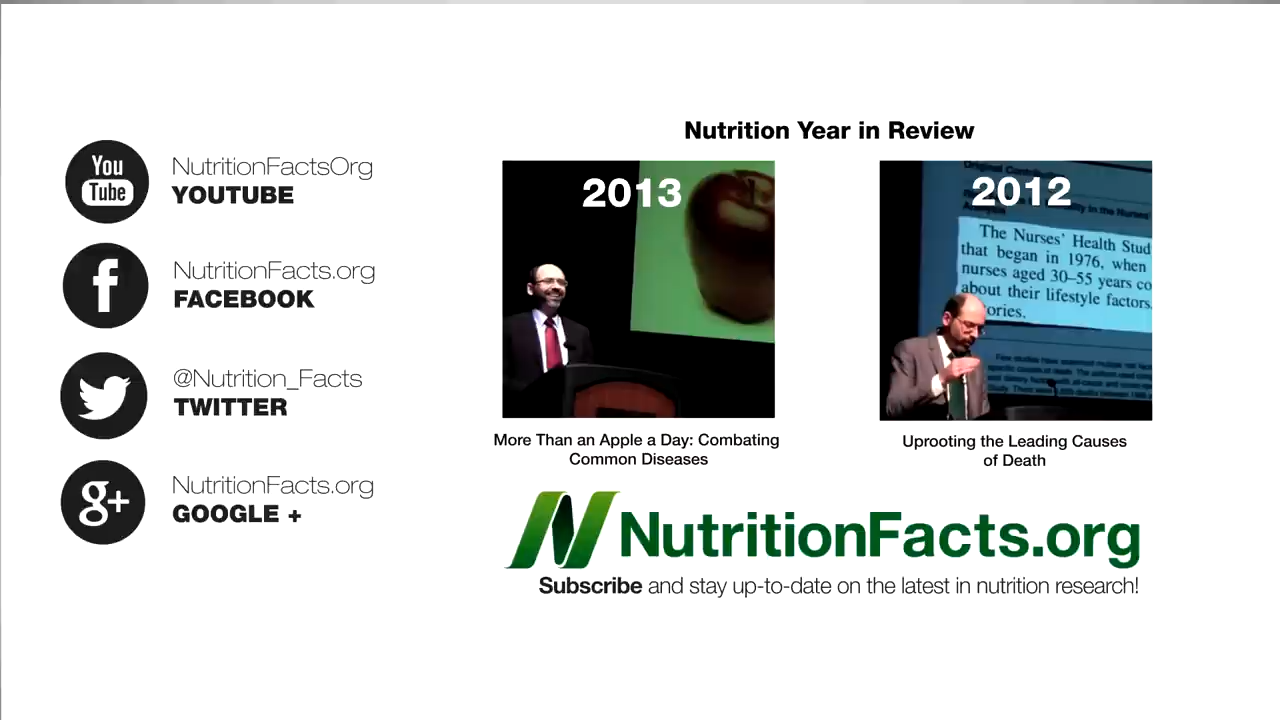 You
Tube
NutritionFactsOrg
YOUTUBE
f
NutritionFacts.org
FACEBOOK
@Nutrition_Facts
TWITTER
g+
NutritionFacts.org
GOOGLE +
Nutrition Year in Review
2013
More Than an Apple a Day: Combating
Common Diseases
2012
The Nurses' Health Stud
that began in 1976, when
nurses aged 30–55 years co
about their lifestyle factors,
ories.
Uprooting the Leading Causes
of Death
NutritionFacts.org
Subscribe and stay up-to-date on the latest in nutrition research!